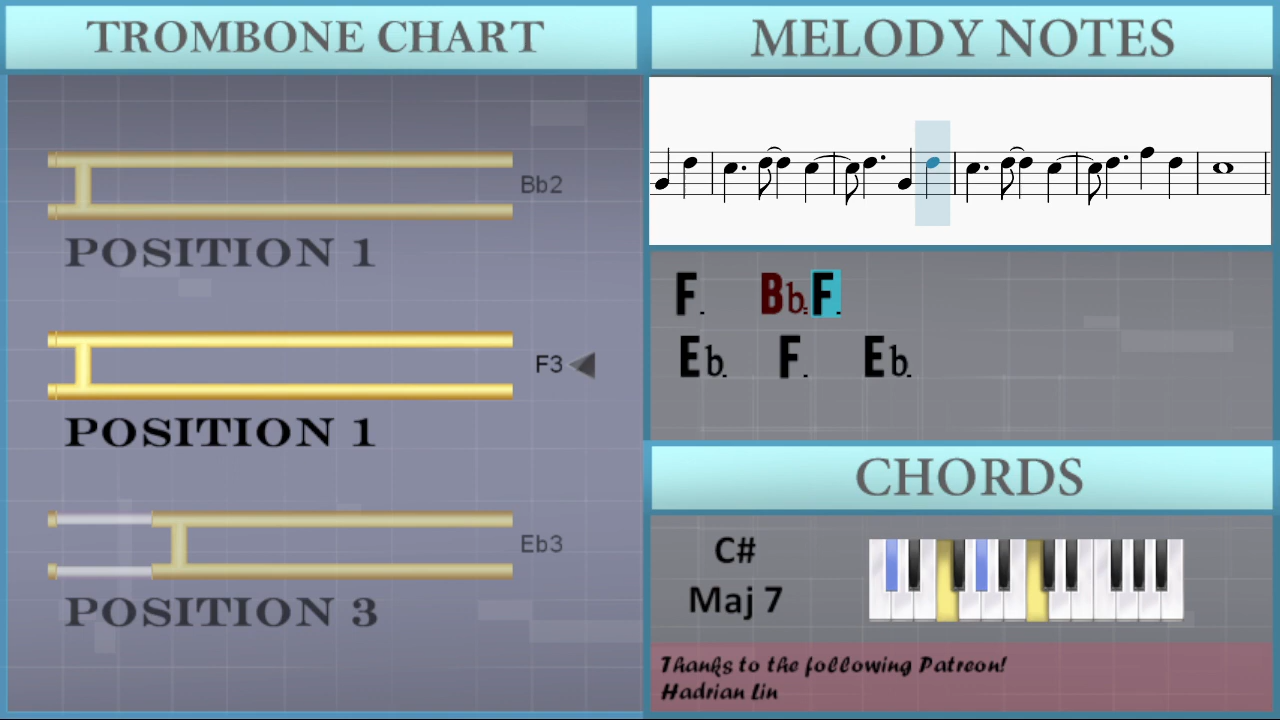 TROMBONE CHART
Bb2
POSITION 1
F3
POSITION 1
Eb3
POSITION 3
MELODY NOTES
F. Bb: F.
Eb. F. Eb.
CHORDS
C#
Maj 7
Thanks to the following Patreon!
Hadrian Lin